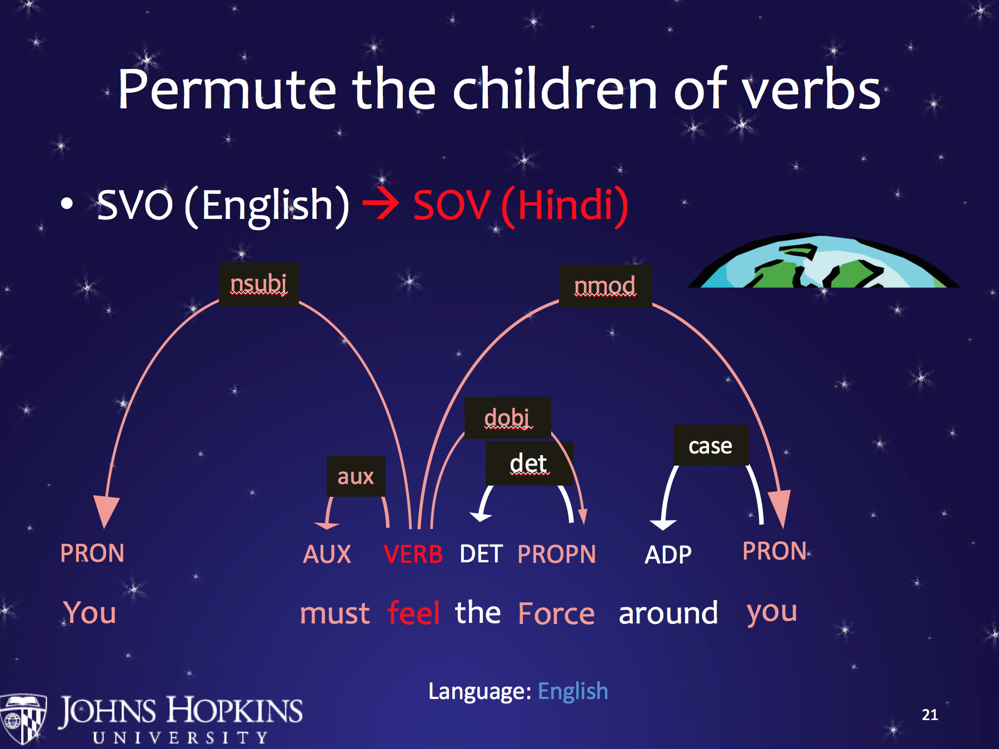 Permute the children of verbs
• SVO (English) → SOV (Hindi)
nsubj nmod
dobj
case
det
aux
PRON AUX VERB DET PROPN ADP PRON
You must feel the Force around you
Language: English
JOHNS HOPKINS
UNIVERSITY
21